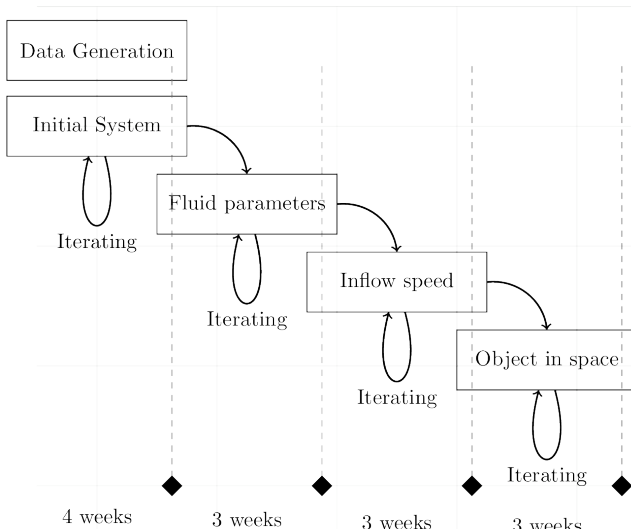 Data Generation
Initial System
Iterating
Fluid parameters
Iterating
Inflow speed
Iterating
Object in space
Iterating
4 weeks
3 weeks
3 weeks
3 weeks